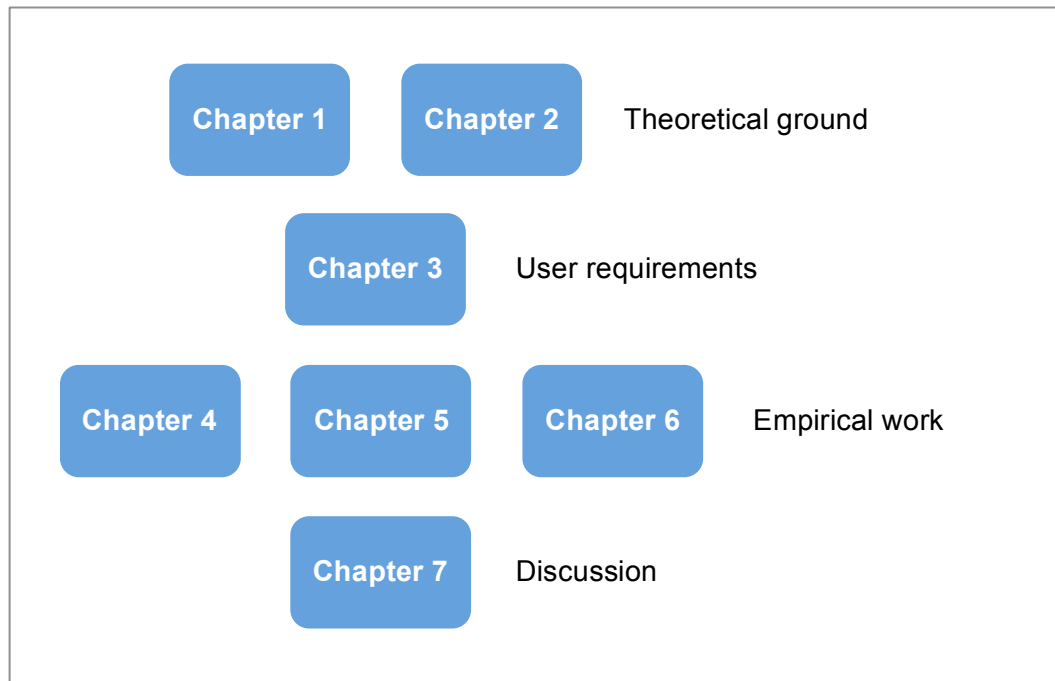 Chapter 1 Chapter 2 Theoretical ground
Chapter 3 User requirements
Chapter 4 Chapter 5 Chapter 6 Empirical work
Chapter 7 Discussion